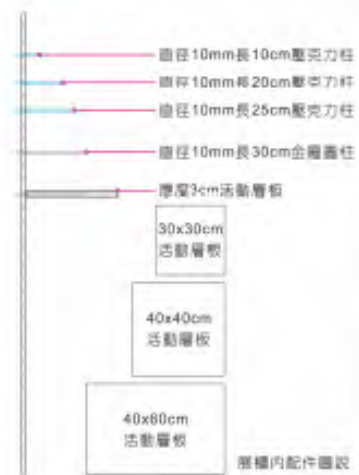 直徑10mm長10cm壓克力柱
直徑10mm長20cm壓克力柱
直徑10mm長25cm壓克力柱
直徑10mm長30cm金屬圓柱
厚度3cm活動層板
30x30cm
活動層板
40x40cm
活動層板
40x60cm
活動層板
展櫃內配件圖說